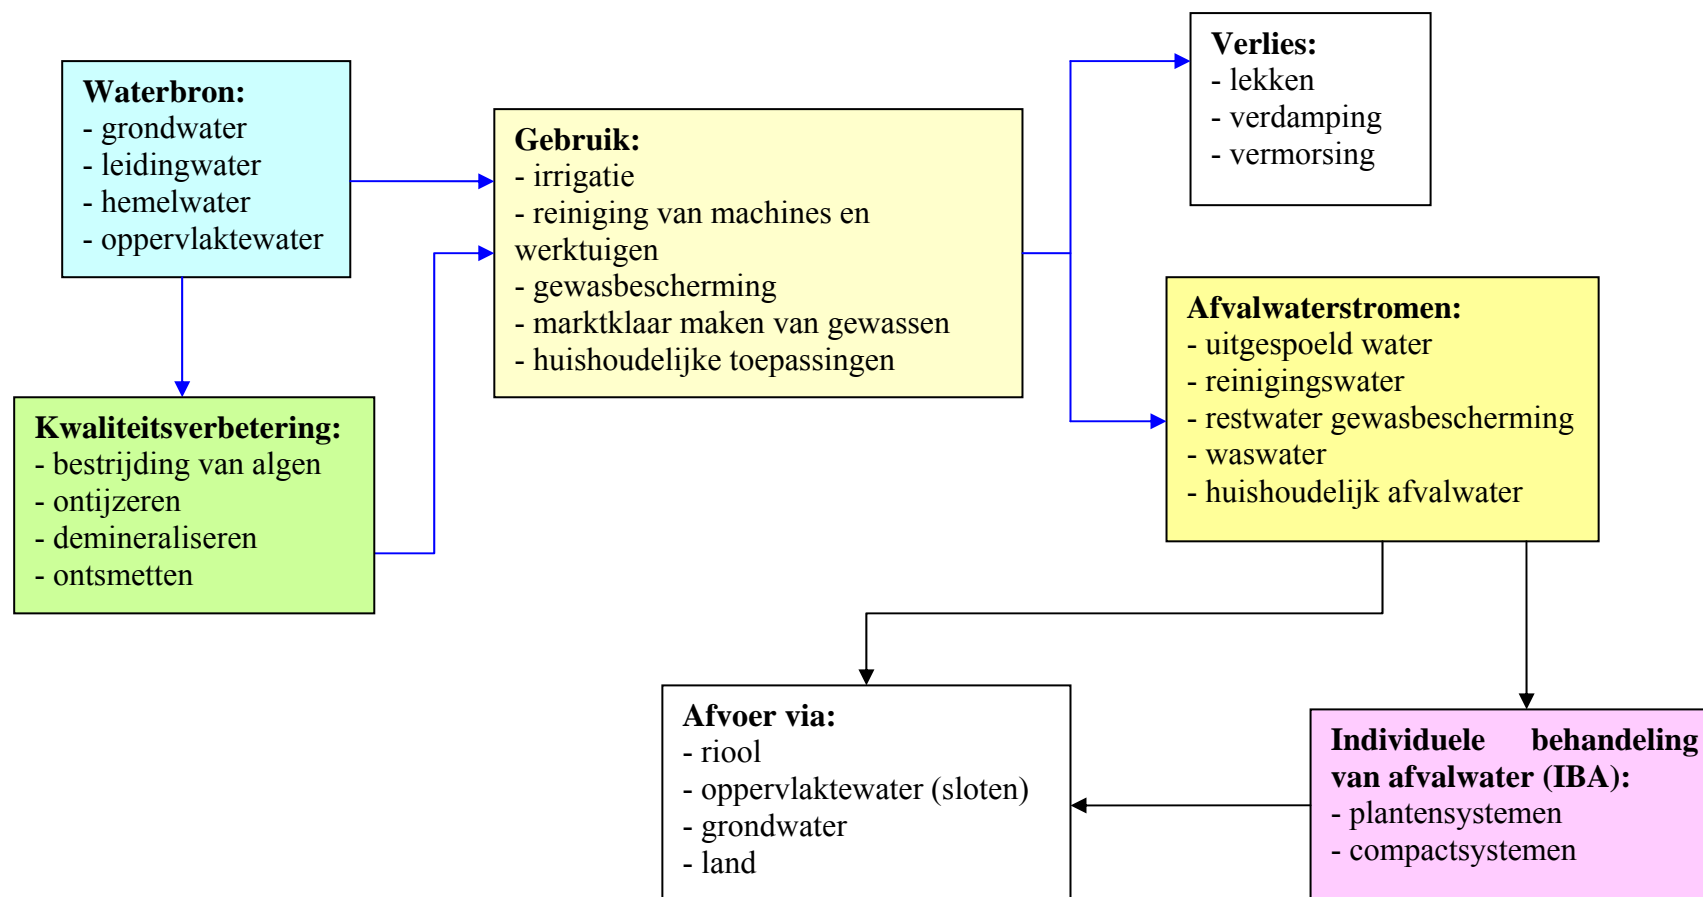 Waterbron:
- grondwater
- leidingwater
- hemelwater
- oppervlaktewater
Kwaliteitsverbetering:
- bestrijding van algen
- ontijzeren
- demineraliseren
- ontsmetten
Gebruik:
- irrigatie
- reiniging van machines en
werktuigen
- gewasbescherming
- marktklaar maken van gewassen
- huishoudelijke toepassingen
Verlies:
- lekken
- verdamping
- vermorsing
Afvalwaterstromen:
- uitgespoeld water
- reinigingswater
- restwater gewasbescherming
- waswater
- huishoudelijk afvalwater
Afvoer via:
- riool
- oppervlaktewater (sloten)
- grondwater
- land
Individuele behandeling
van afvalwater (IBA):
- plantensystemen
- compactsystemen